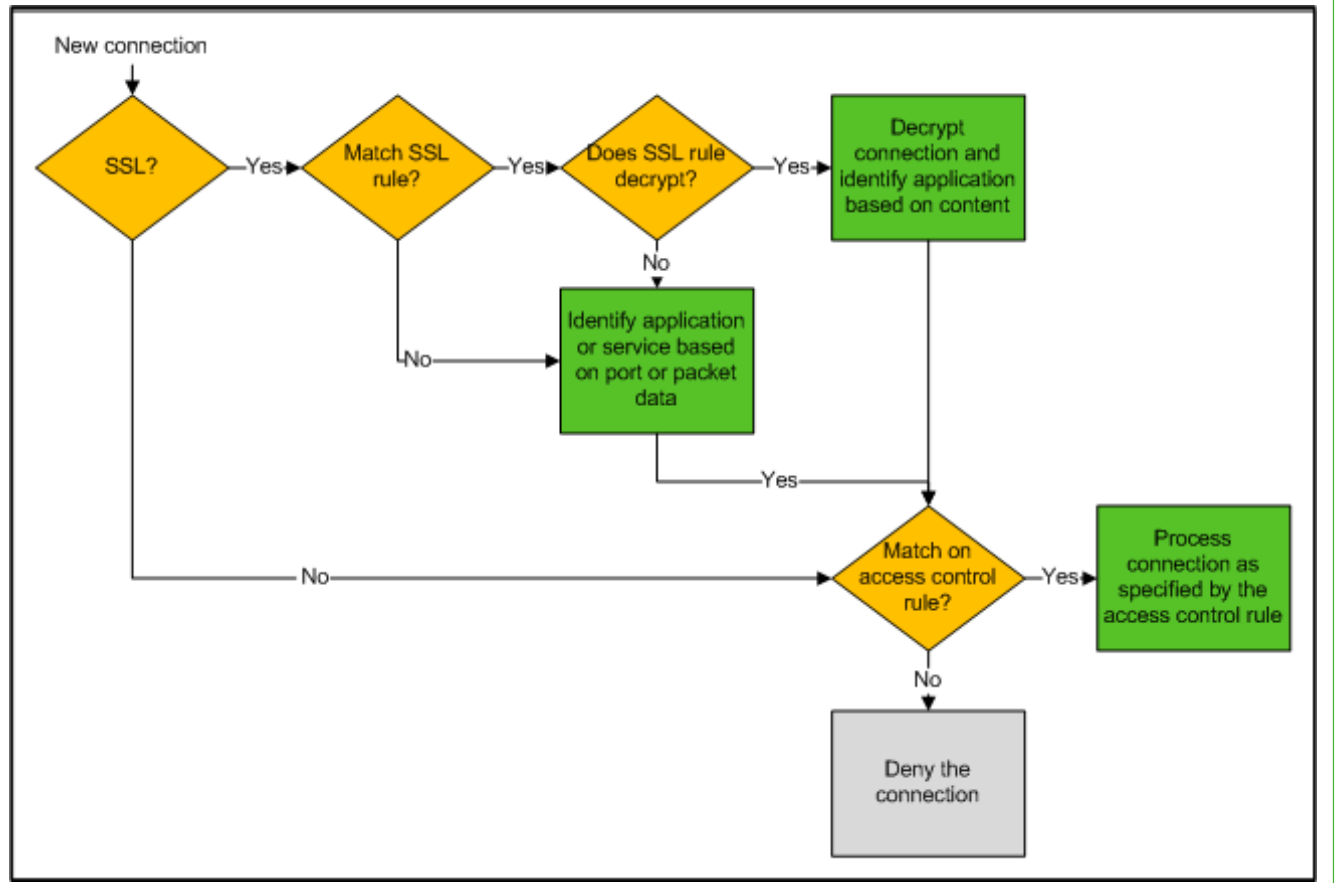 New connection
SSL?
Yes
Match SSL
rule?
Yes
Does SSL rule
decrypt?
Yes
Decrypt
connection and
identify application
based on content
No
Identify application
or service based
on port or packet
data
No
Yes
Match on
access control
rule?
No
Yes
Process
connection as
specified by the
access control rule
No
Deny the
connection